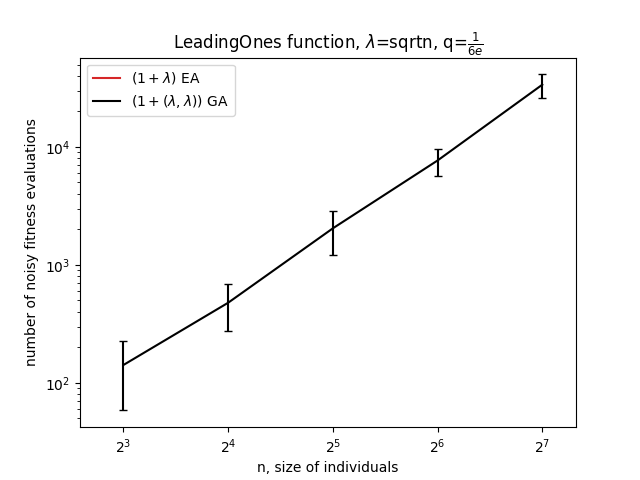 LeadingOnes function, λ=sqrtn, q=$\frac{1}{6e}$
(1 + λ) EA
(1 + (λ, λ)) GA
number of noisy fitness evaluations
10⁴
10³
10²
2³ 2⁴ 2⁵ 2⁶ 2⁷
n, size of individuals